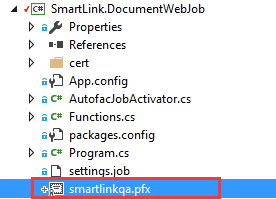 SmartLink.DocumentWebJob
Properties
References
cert
App.config
AutofacJobActivator.cs
Functions.cs
packages.config
Program.cs
settings.job
smartlinkqa.pfx